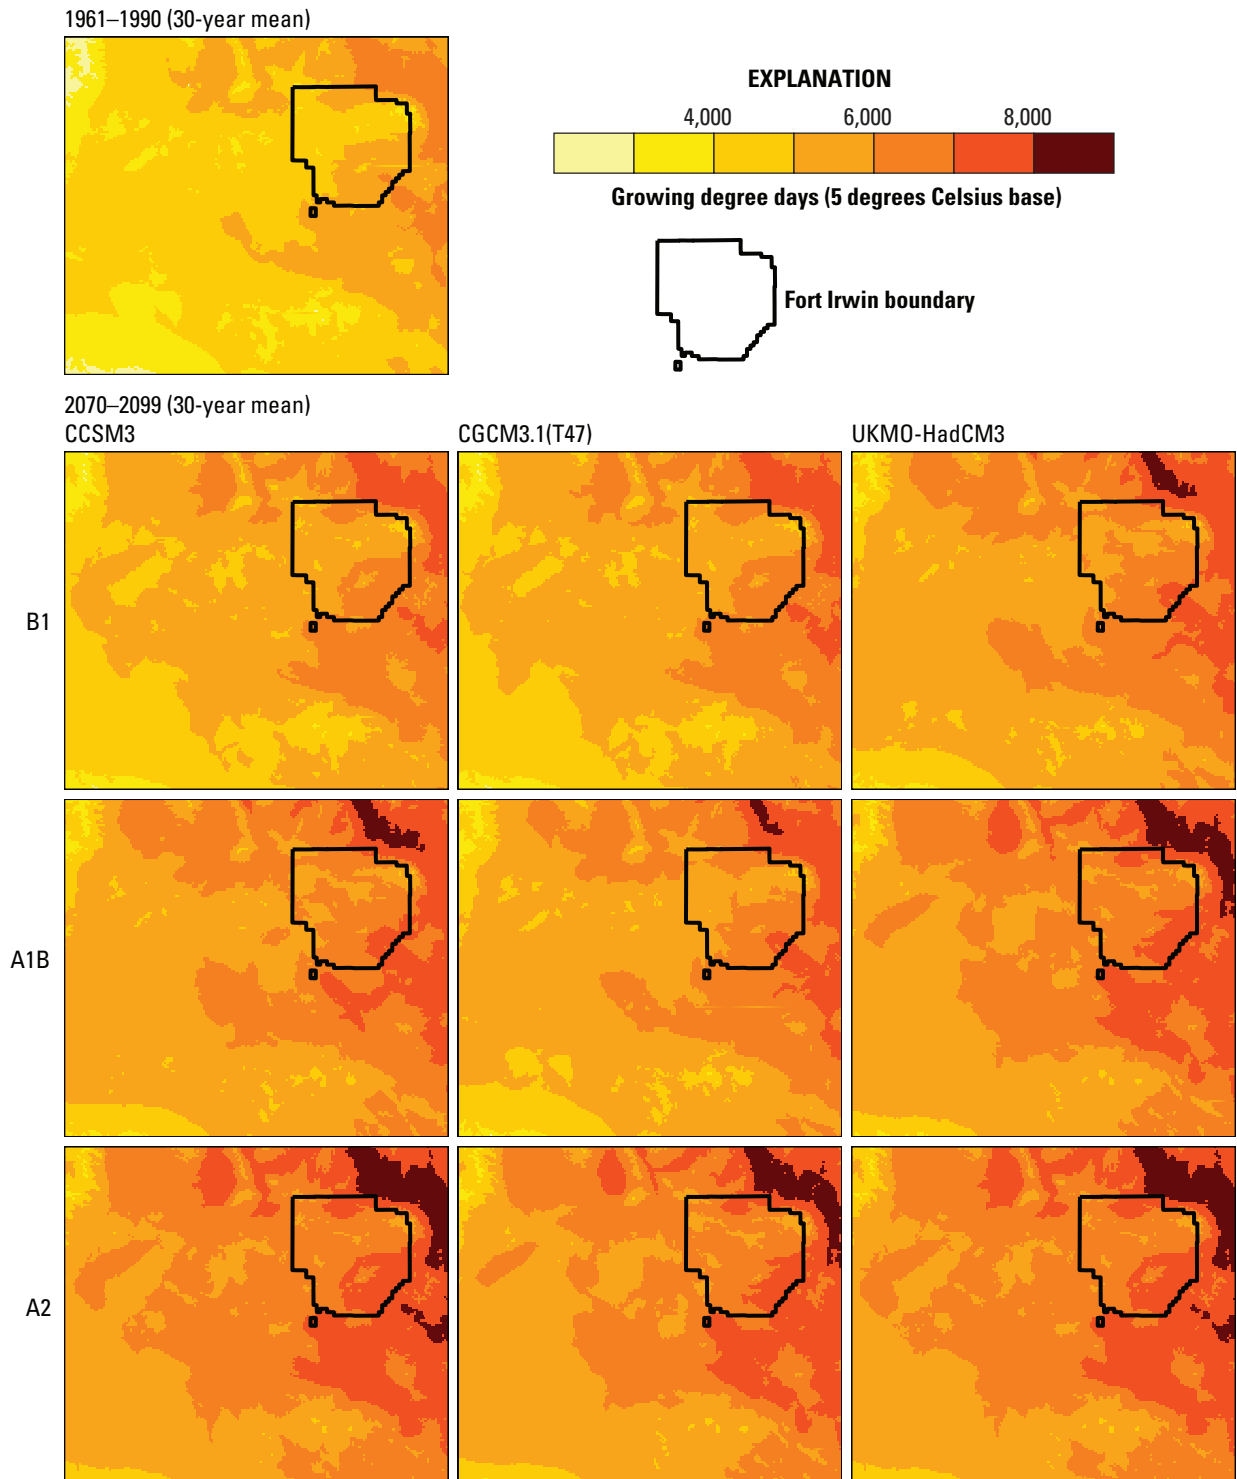 1961–1990 (30-year mean)
EXPLANATION
4,000 6,000 8,000
Growing degree days (5 degrees Celsius base)
Fort Irwin boundary
2070–2099 (30-year mean)
CCSM3 CGCM3.1(T47) UKMO-HadCM3
B1
A1B
A2